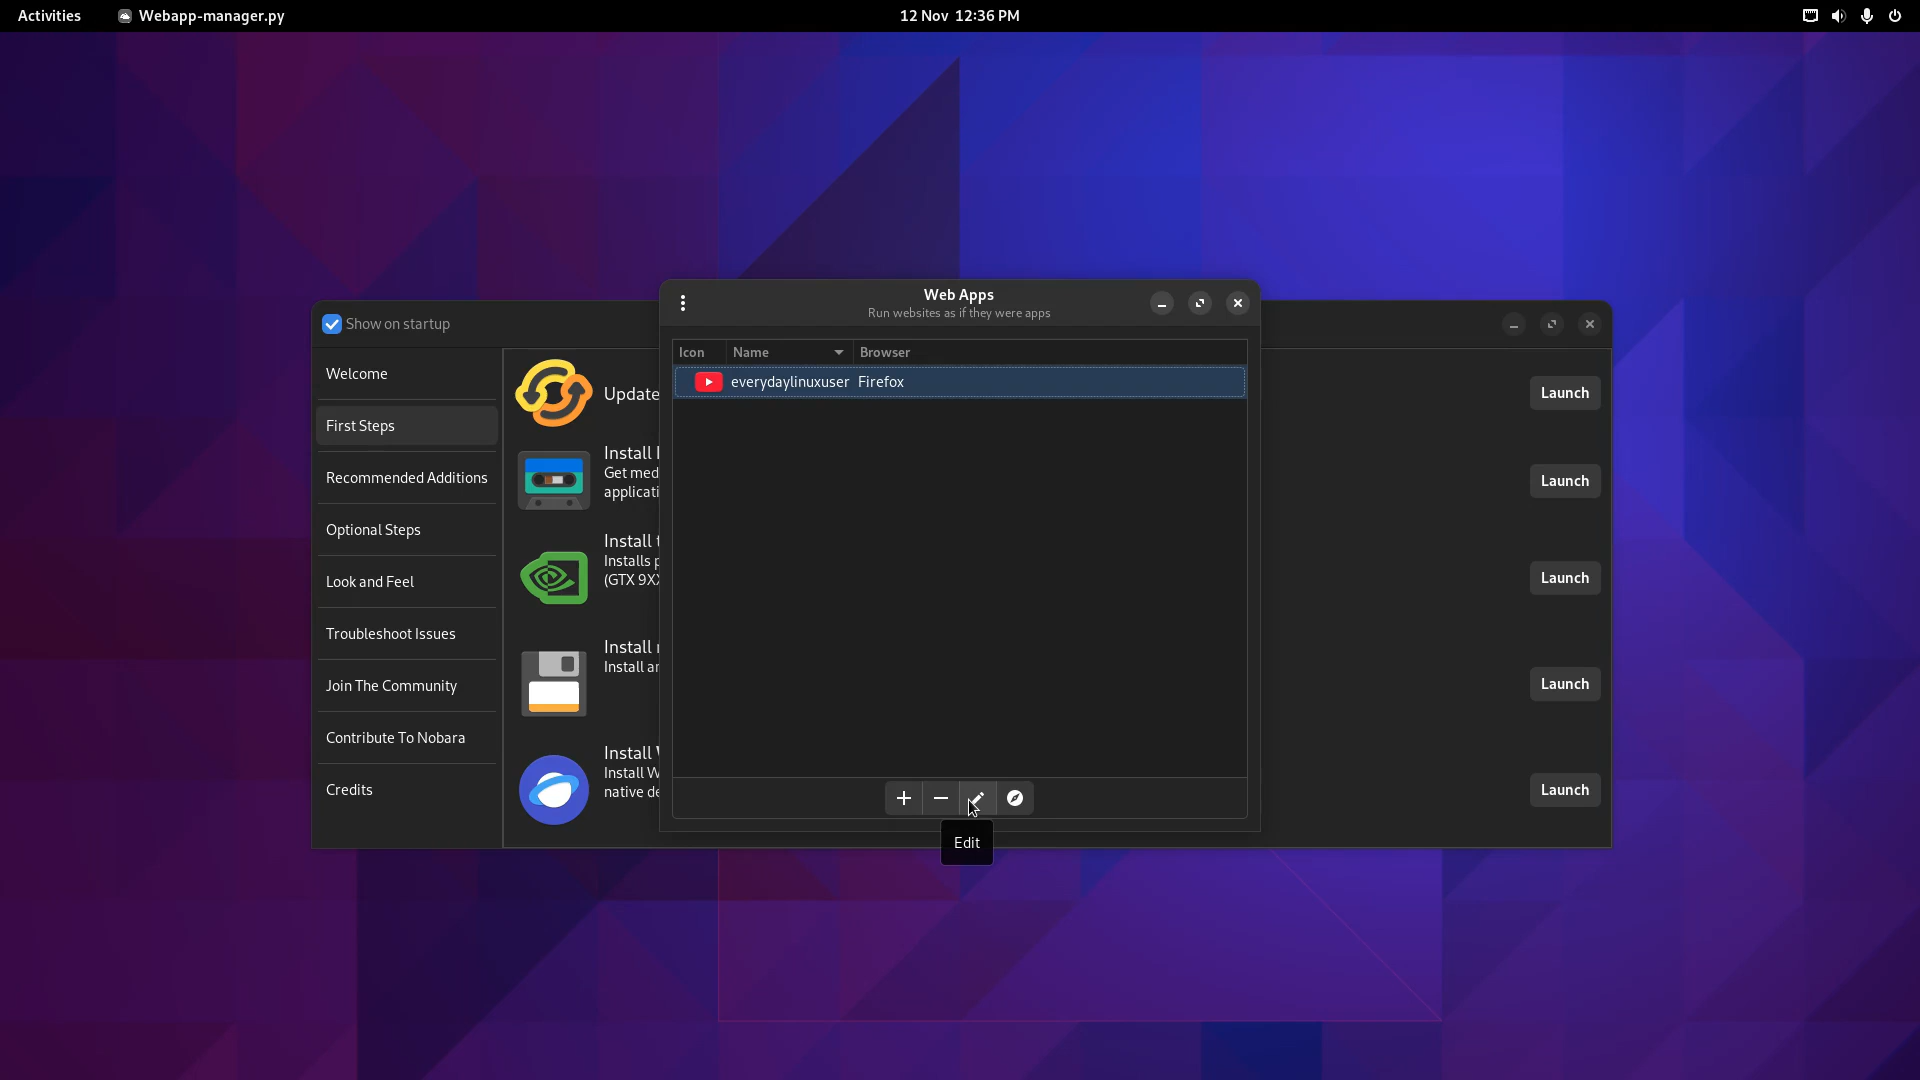 Activities
Webapp-manager.py
12 Nov 12:36 PM
Web Apps
Run websites as if they were apps
Show on startup
Icon
Name
Browser
everydaylinuxuser
Firefox
Edit
Welcome
First Steps
Recommended Additions
Optional Steps
Look and Feel
Troubleshoot Issues
Join The Community
Contribute To Nobara
Credits
Update
Launch
Install
Get med
applicati
Launch
Install t
Installs p
(GTX 9X
Launch
Install
Install ar
Launch
Install
Install W
native de
Launch